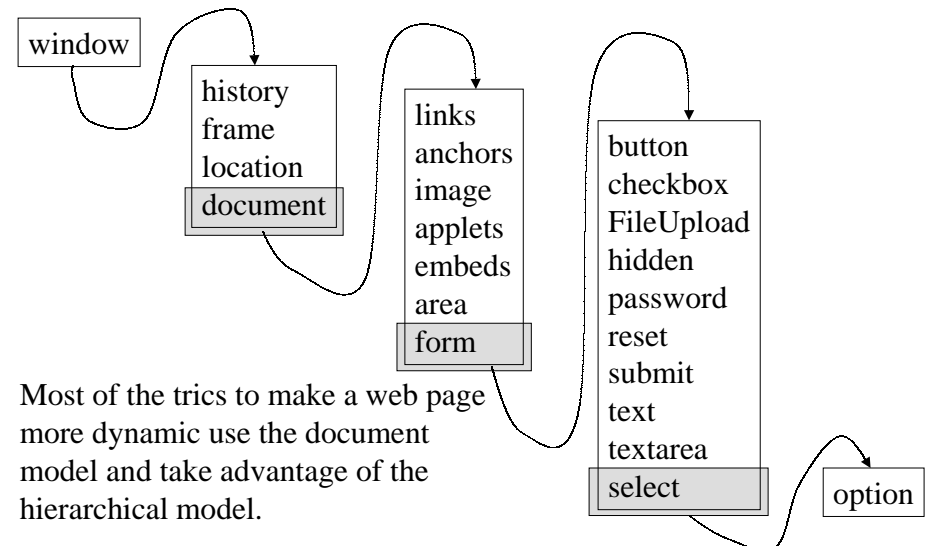 window
history
frame
location
document
links
anchors
image
applets
embeds
area
form
button
checkbox
FileUpload
hidden
password
reset
submit
text
textarea
select
option
Most of the trics to make a web page
more dynamic use the document
model and take advantage of the
hierarchical model.